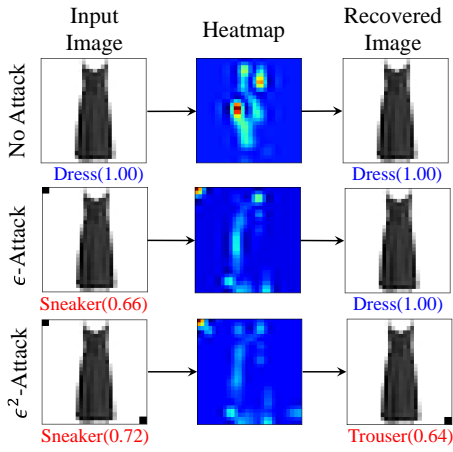 Input Image
Heatmap
Recovered Image
No Attack
Dress(1.00)
Dress(1.00)
ϵ-Attack
Sneaker(0.66)
Dress(1.00)
ϵ²-Attack
Sneaker(0.72)
Trouser(0.64)